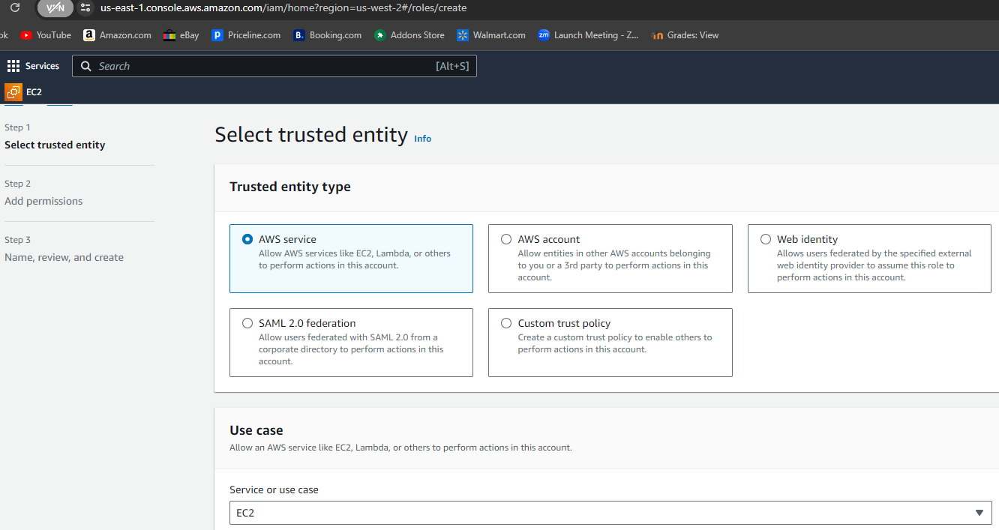 VPN
us-east-1.console.aws.amazon.com/iam/home?region=us-west-2#/roles/create
ok YouTube Amazon.com eBay Priceline.com Booking.com Addons Store Walmart.com Launch Meeting - Z... Grades: View
Services Search [Alt+S]
EC2
Step 1
Select trusted entity
Step 2
Add permissions
Step 3
Name, review, and create
Select trusted entity Info
Trusted entity type
AWS service
Allow AWS services like EC2, Lambda, or others
to perform actions in this account.
AWS account
Allow entities in other AWS accounts belonging
to you or a 3rd party to perform actions in this
account.
Web identity
Allows users federated by the specified external
web identity provider to assume this role to
perform actions in this account.
SAML 2.0 federation
Allow users federated with SAML 2.0 from a
corporate directory to perform actions in this
account.
Custom trust policy
Create a custom trust policy to enable others to
perform actions in this account.
Use case
Allow an AWS service like EC2, Lambda, or others to perform actions in this account.
Service or use case
EC2